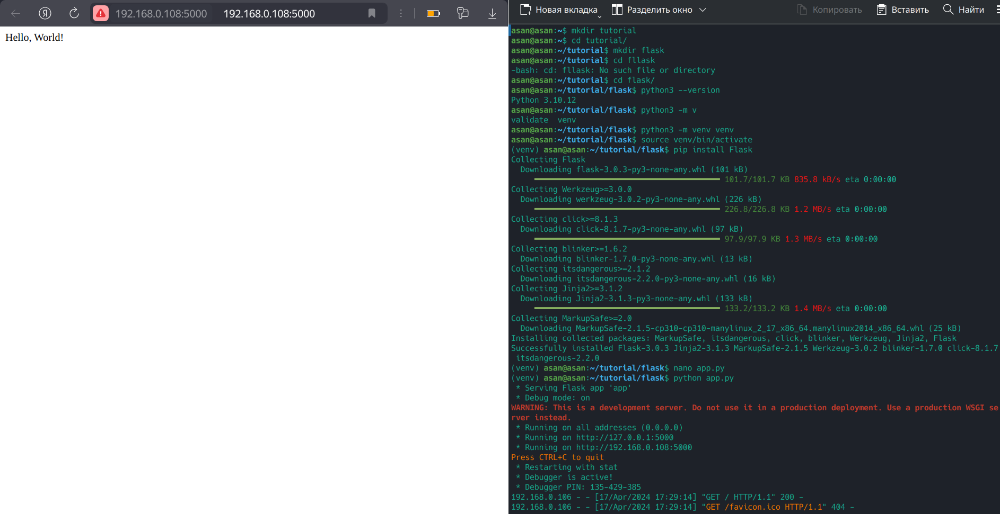 192.168.0.108:5000 192.168.0.108:5000
Hello, World!
Новая вкладка Разделить окно Копировать Вставить Найти
asan@asan:~$ mkdir tutorial
asan@asan:~$ cd tutorial/
asan@asan:~/tutorial$ mkdir flask
asan@asan:~/tutorial$ cd fllask
-bash: cd: fllask: No such file or directory
asan@asan:~/tutorial$ cd flask/
asan@asan:~/tutorial/flask$ python3 --version
Python 3.10.12
asan@asan:~/tutorial/flask$ python3 -m v
validate  venv
asan@asan:~/tutorial/flask$ python3 -m venv venv
asan@asan:~/tutorial/flask$ source venv/bin/activate
(venv) asan@asan:~/tutorial/flask$ pip install Flask
Collecting Flask
  Downloading flask-3.0.3-py3-none-any.whl (101 kB)
101.7/101.7 KB 835.8 kB/s eta 0:00:00
Collecting Werkzeug>=3.0.0
  Downloading werkzeug-3.0.2-py3-none-any.whl (226 kB)
226.8/226.8 KB 1.2 MB/s eta 0:00:00
Collecting click>=8.1.3
  Downloading click-8.1.7-py3-none-any.whl (97 kB)
97.9/97.9 KB 1.3 MB/s eta 0:00:00
Collecting blinker>=1.6.2
  Downloading blinker-1.7.0-py3-none-any.whl (13 kB)
Collecting itsdangerous>=2.1.2
  Downloading itsdangerous-2.2.0-py3-none-any.whl (16 kB)
Collecting Jinja2>=3.1.2
  Downloading Jinja2-3.1.3-py3-none-any.whl (133 kB)
133.2/133.2 KB 1.4 MB/s eta 0:00:00
Collecting MarkupSafe>=2.0
  Downloading MarkupSafe-2.1.5-cp310-cp310-manylinux_2_17_x86_64.manylinux2014_x86_64.whl (25 kB)
Installing collected packages: MarkupSafe, itsdangerous, click, blinker, Werkzeug, Jinja2, Flask
Successfully installed Flask-3.0.3 Jinja2-3.1.3 MarkupSafe-2.1.5 Werkzeug-3.0.2 blinker-1.7.0 click-8.1.7
 itsdangerous-2.2.0
(venv) asan@asan:~/tutorial/flask$ nano app.py
(venv) asan@asan:~/tutorial/flask$ python app.py
 * Serving Flask app 'app'
 * Debug mode: on
WARNING: This is a development server. Do not use it in a production deployment. Use a production WSGI se
rver instead.
 * Running on all addresses (0.0.0.0)
 * Running on http://127.0.0.1:5000
 * Running on http://192.168.0.108:5000
Press CTRL+C to quit
 * Restarting with stat
 * Debugger is active!
 * Debugger PIN: 135-429-385
192.168.0.106 - - [17/Apr/2024 17:29:14] "GET / HTTP/1.1" 200 -
192.168.0.106 - - [17/Apr/2024 17:29:14] "GET /favicon.ico HTTP/1.1" 404 -